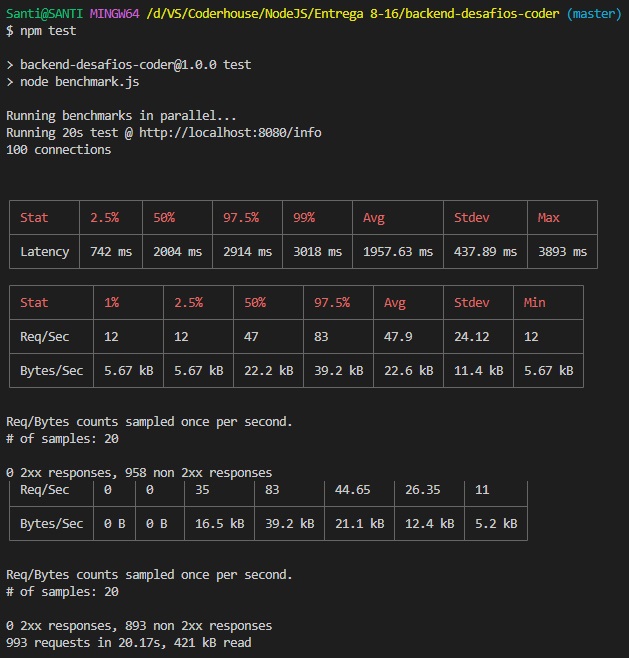 Santi@SANTI MINGW64 /d/VS/Coderhouse/NodeJS/Entrega 8-16/backend-desafios-coder (master)
$ npm test
> backend-desafios-coder@1.0.0 test
> node benchmark.js
Running benchmarks in parallel...
Running 20s test @ http://localhost:8080/info
100 connections
Stat 2.5% 50% 97.5% 99% Avg Stdev Max
Latency 742 ms 2004 ms 2914 ms 3018 ms 1957.63 ms 437.89 ms 3893 ms
Stat 1% 2.5% 50% 97.5% Avg Stdev Min
Req/Sec 12 12 47 83 47.9 24.12 12
Bytes/Sec 5.67 kB 5.67 kB 22.2 kB 39.2 kB 22.6 kB 11.4 kB 5.67 kB
Req/Bytes counts sampled once per second.
# of samples: 20
0 2xx responses, 958 non 2xx responses
Req/Sec 0 0 35 83 44.65 26.35 11
Bytes/Sec 0 B 0 B 16.5 kB 39.2 kB 21.1 kB 12.4 kB 5.2 kB
Req/Bytes counts sampled once per second.
# of samples: 20
0 2xx responses, 893 non 2xx responses
993 requests in 20.17s, 421 kB read